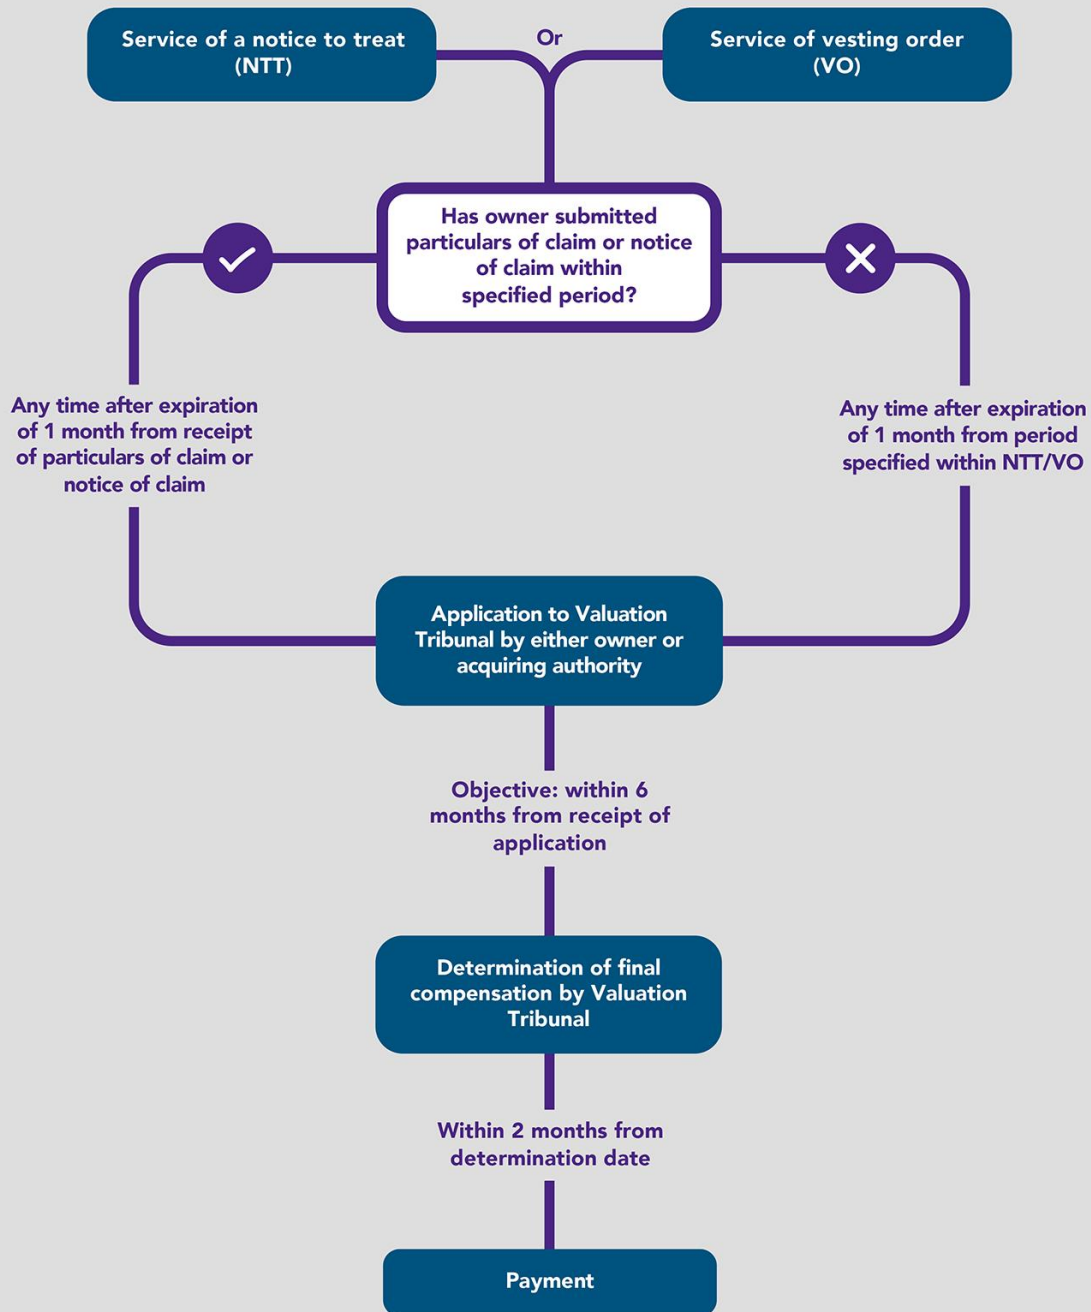 Service of a notice to treat
(NTT)
Or
Service of vesting order
(VO)
Has owner submitted
particulars of claim or notice
of claim within
specified period?
Any time after expiration
of 1 month from receipt
of particulars of claim or
notice of claim
Any time after expiration
of 1 month from period
specified within NTT/VO
Application to Valuation
Tribunal by either owner or
acquiring authority
Objective: within 6
months from receipt of
application
Determination of final
compensation by Valuation
Tribunal
Within 2 months from
determination date
Payment